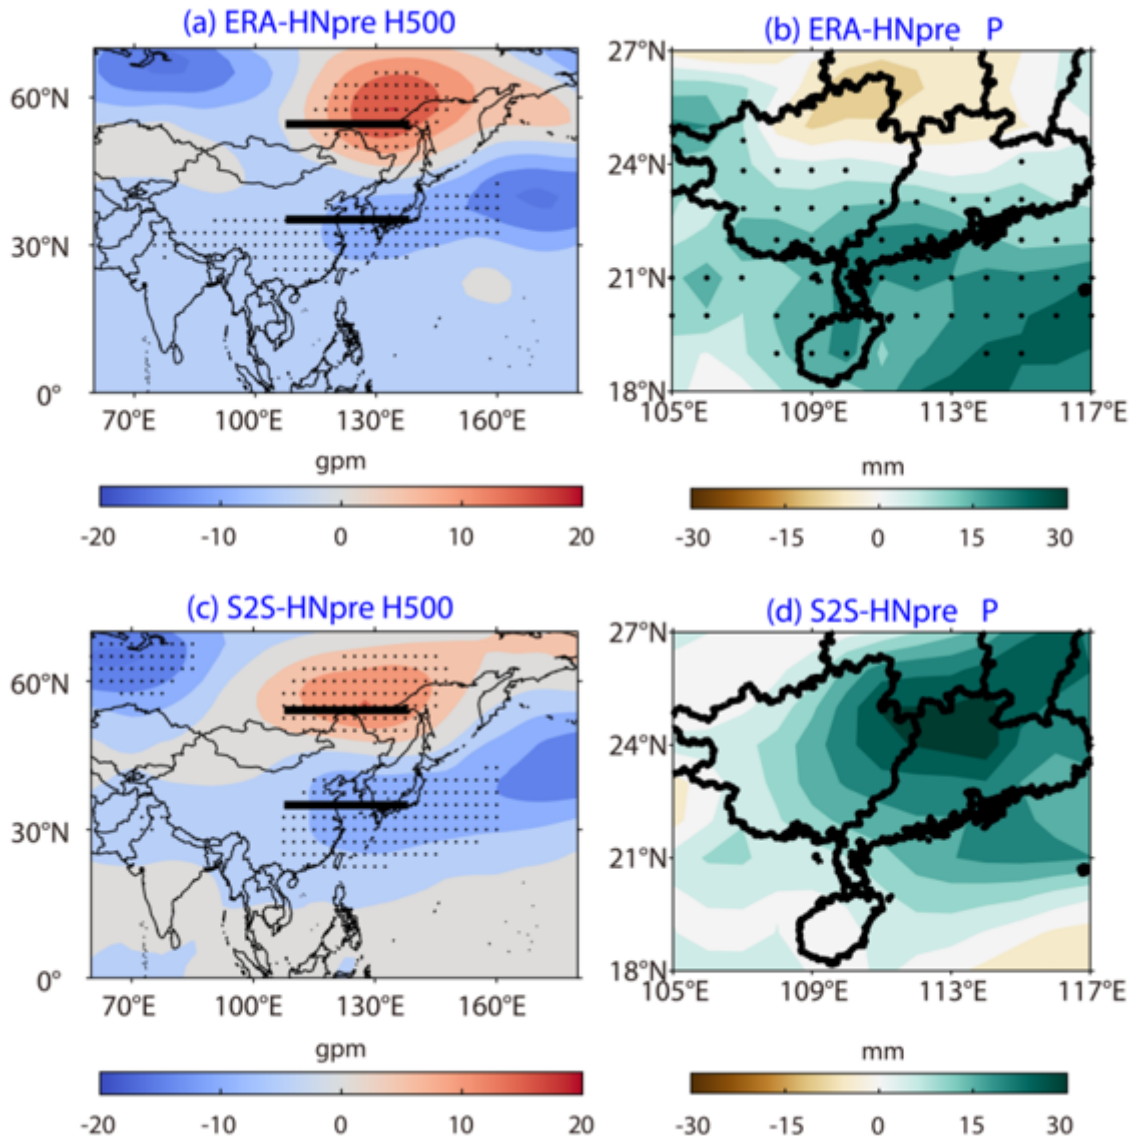 (a) ERA-HNpre H500
(b) ERA-HNpre P
60°N
30°N
0°
70°E 100°E 130°E 160°E
27°N
24°N
21°N
18°N
105°E 109°E 113°E 117°E
gpm
-20 -10 0 10 20
mm
-30 -15 0 15 30
(c) S2S-HNpre H500
(d) S2S-HNpre P
60°N
30°N
0°
70°E 100°E 130°E 160°E
27°N
24°N
21°N
18°N
105°E 109°E 113°E 117°E
gpm
-20 -10 0 10 20
mm
-30 -15 0 15 30